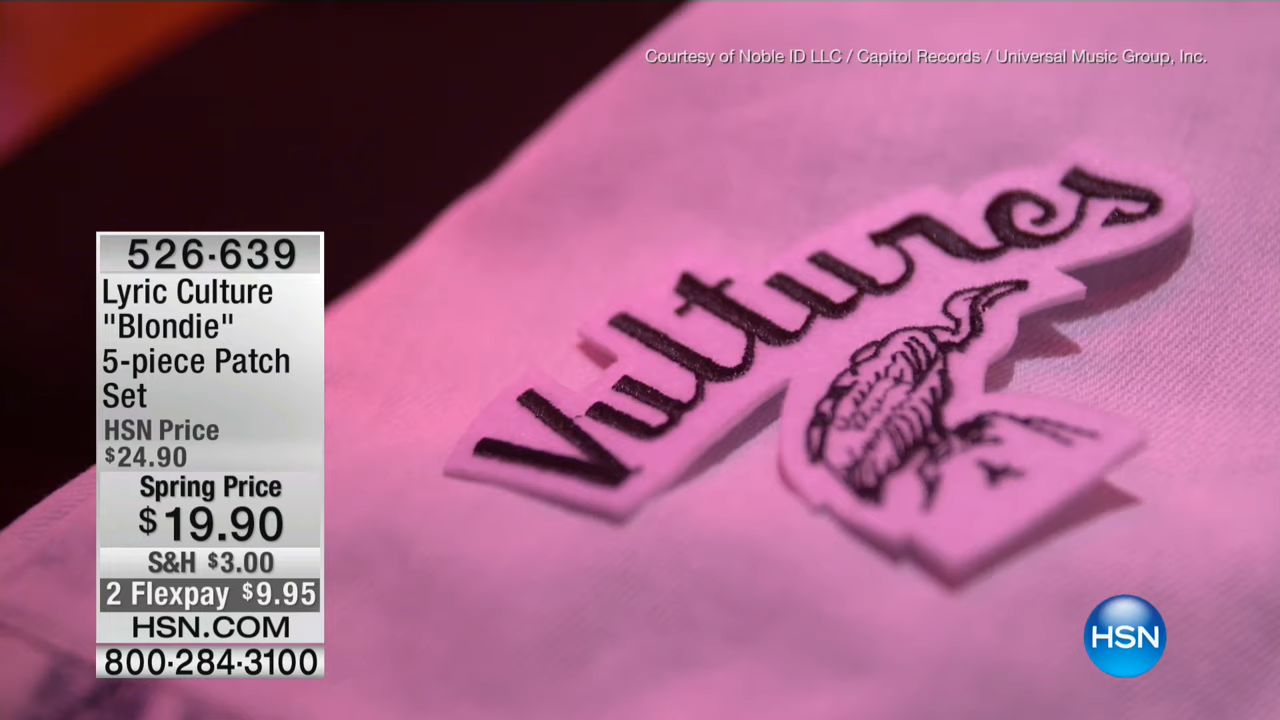 Courtesy of Noble ID LLC / Capitol Records / Universal Music Group, Inc.
Vultures
526·639
Lyric Culture
"Blondie"
5-piece Patch
Set
HSN Price
$24.90
Spring Price
$19.90
S&H $3.00
2 Flexpay $9.95
HSN.COM
800·284·3100
HSN